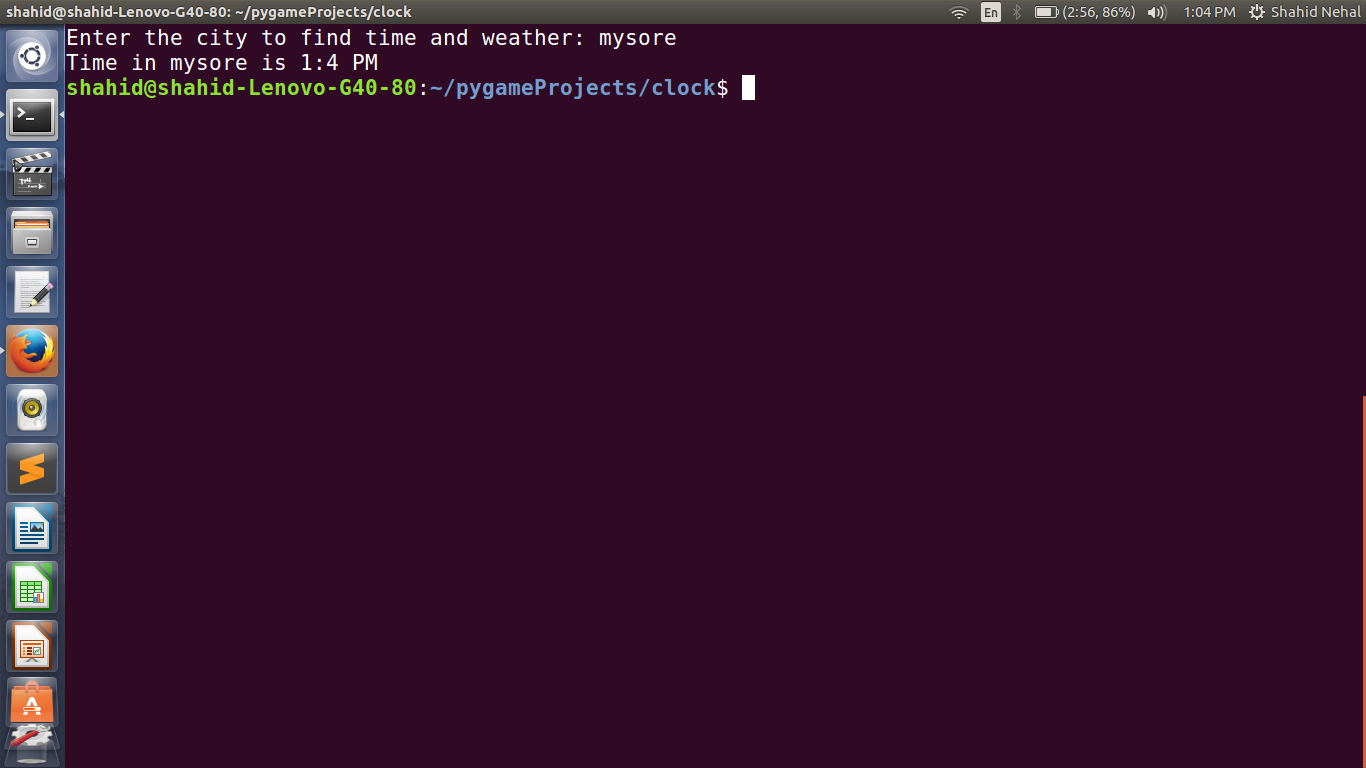 shahid@shahid-Lenovo-G40-80: ~/pygameProjects/clock
En
(2:56, 86%)
1:04 PM
Shahid Nehal
Enter the city to find time and weather: mysore
Time in mysore is 1:4 PM
shahid@shahid-Lenovo-G40-80:~/pygameProjects/clock$